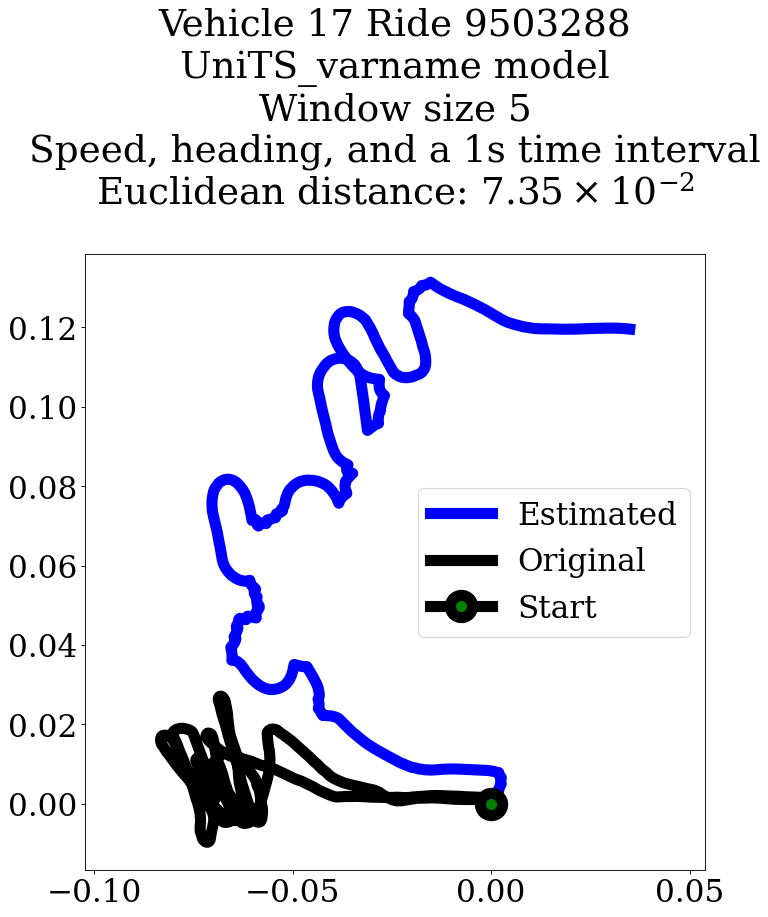 Vehicle 17 Ride 9503288
UniTS_varname model
Window size 5
Speed, heading, and a 1s time interval
Euclidean distance: 7.35 × 10⁻²
0.12
0.10
0.08
0.06
0.04
0.02
0.00
Estimated
Original
Start
−0.10 −0.05 0.00 0.05